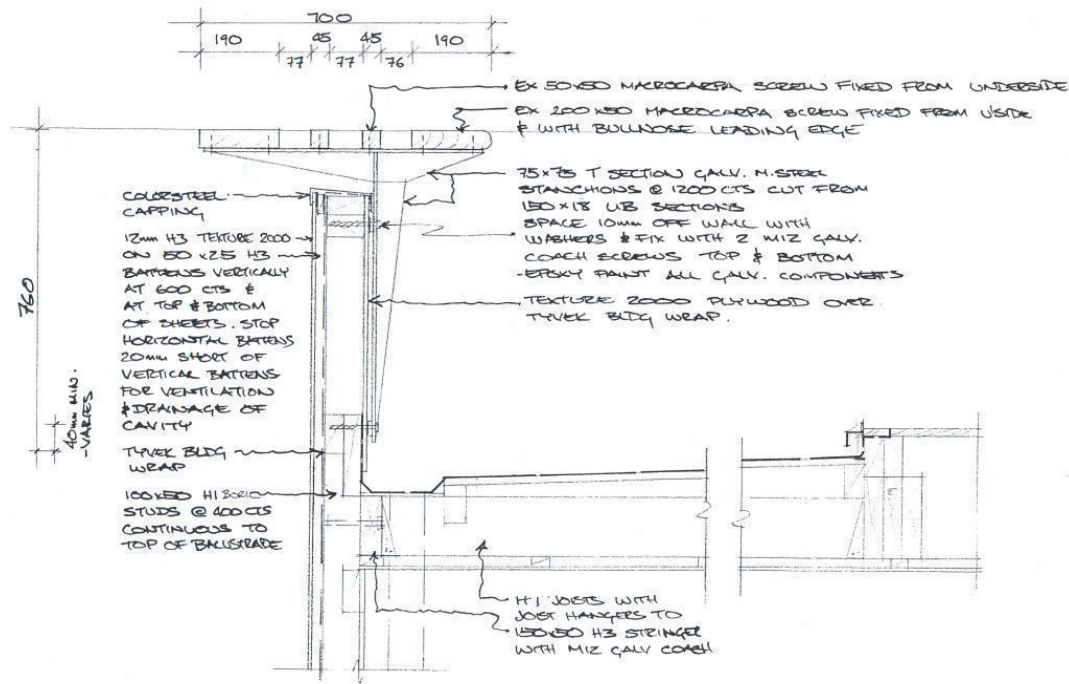 700
190
45
45
190
77
77
76
EX 50x50 MACROCARPA SCREW FIXED FROM UNDERSIDE
EX 200x50 MACROCARPA SCREW FIXED FROM U'SIDE
& WITH BULLNOSE LEADING EDGE
75x75 T SECTION GALV. M.STEEL
STANCHIONS @ 1200 CTS CUT FROM
150x18 UB SECTIONS
SPACE 10mm OFF WALL WITH
WASHERS & FIX WITH 2 M12 GALV.
COACH SCREWS TOP & BOTTOM
-EPOXY PAINT ALL GALV. COMPONENTS
TEXTURE 2000 PLYWOOD OVER
TYVEK BLDG WRAP.
760
40mm MIN.
-VARIES
COLORSTEEL
CAPPING
12mm H3 TEXTURE 2000
ON 50 x25 H3
BATTENS VERTICALLY
AT 600 CTS &
AT TOP & BOTTOM
OF SHEETS. STOP
HORIZONTAL BATTENS
20mm SHORT OF
VERTICAL BATTENS
FOR VENTILATION
& DRAINAGE OF
CAVITY
TYVEK BLDG
WRAP
100x50 H1 BORIC
STUDS @ 400 CTS
CONTINUOUS TO
TOP OF BALUSTRADE
H1 JOISTS WITH
JOIST HANGERS TO
150x50 H3 STRINGER
WITH M12 GALV COACH